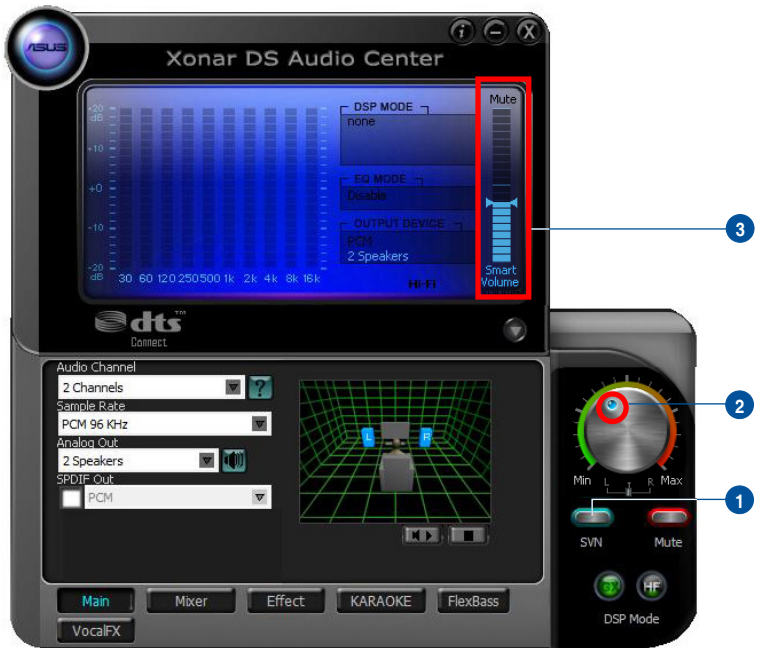 ASUS
i
X
Xonar DS Audio Center
+20
dB
+10
+0
-10
-20
dB
30 60 120 250 500 1k 2k 4k 8k 16k
DSP MODE
none
EQ MODE
Disable
OUTPUT DEVICE
PCM
2 Speakers
HI-FI
Mute
Smart
Volume
3
dts™
Connect
Audio Channel
2 Channels
?
Sample Rate
PCM 96 KHz
Analog Out
2 Speakers
SPDIF Out
PCM
L
R
2
Min
L
T
R
Max
1
SVN
Mute
GX
HF
DSP Mode
Main
Mixer
Effect
KARAOKE
FlexBass
VocalFX